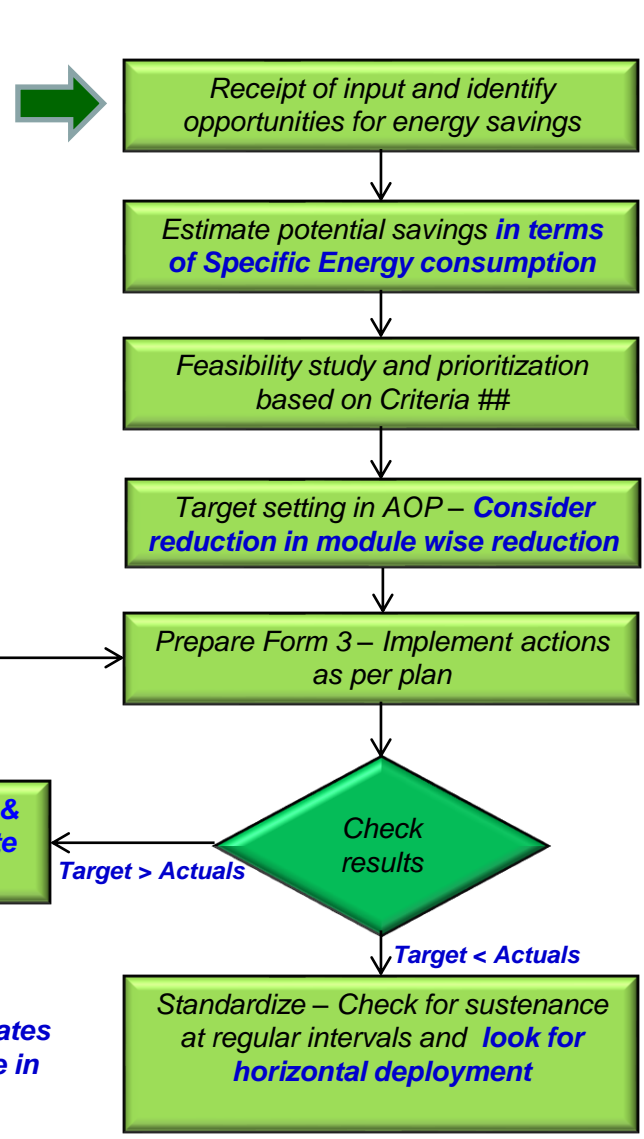 Receipt of input and identify
opportunities for energy savings
Estimate potential savings in terms
of Specific Energy consumption
Feasibility study and prioritization
based on Criteria ##
Target setting in AOP – Consider
reduction in module wise reduction
Prepare Form 3 – Implement actions
as per plan
&
Check
results
Target > Actuals
Target < Actuals
Standardize – Check for sustenance
at regular intervals and look for
horizontal deployment
in